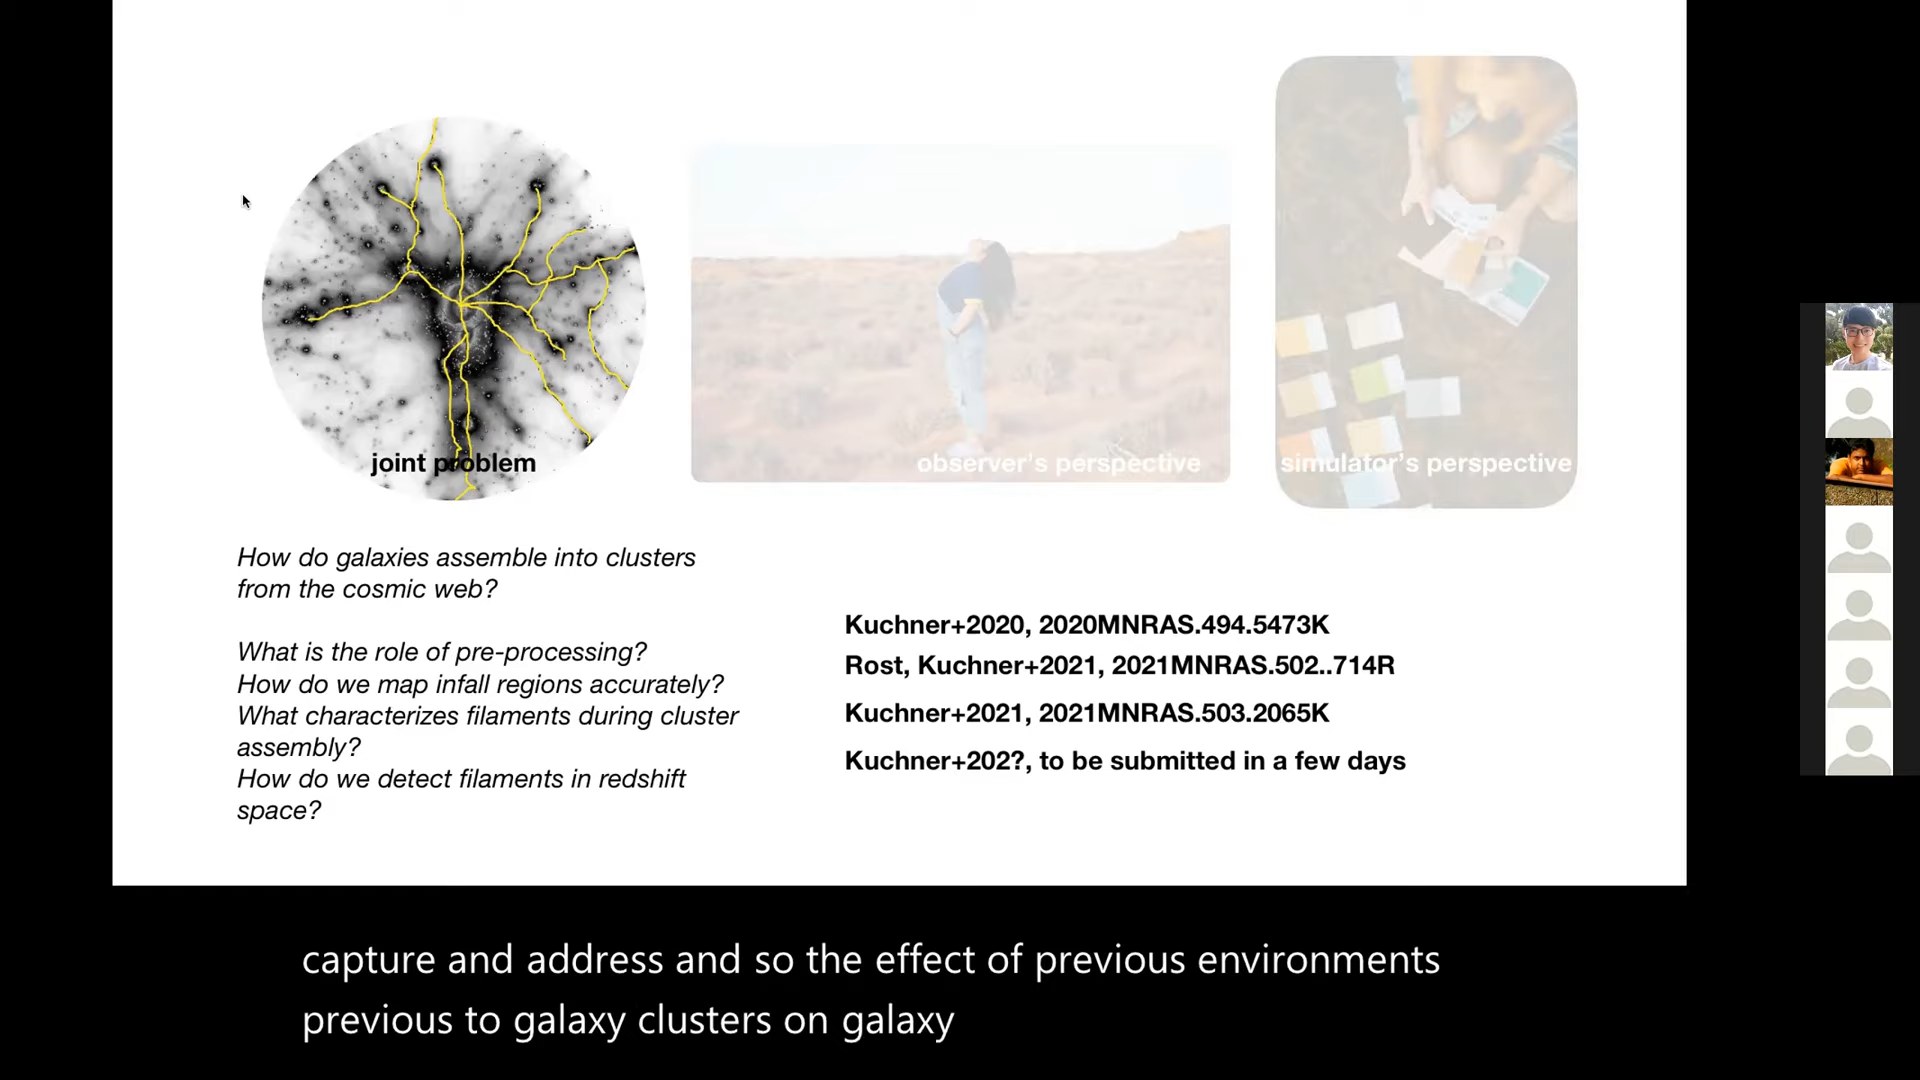 joint problem
observer's perspective
simulator's perspective
How do galaxies assemble into clusters
from the cosmic web?
What is the role of pre-processing?
How do we map infall regions accurately?
What characterizes filaments during cluster
assembly?
How do we detect filaments in redshift
space?
Kuchner+2020, 2020MNRAS.494.5473K
Rost, Kuchner+2021, 2021MNRAS.502..714R
Kuchner+2021, 2021MNRAS.503.2065K
Kuchner+202?, to be submitted in a few days
capture and address and so the effect of previous environments
previous to galaxy clusters on galaxy